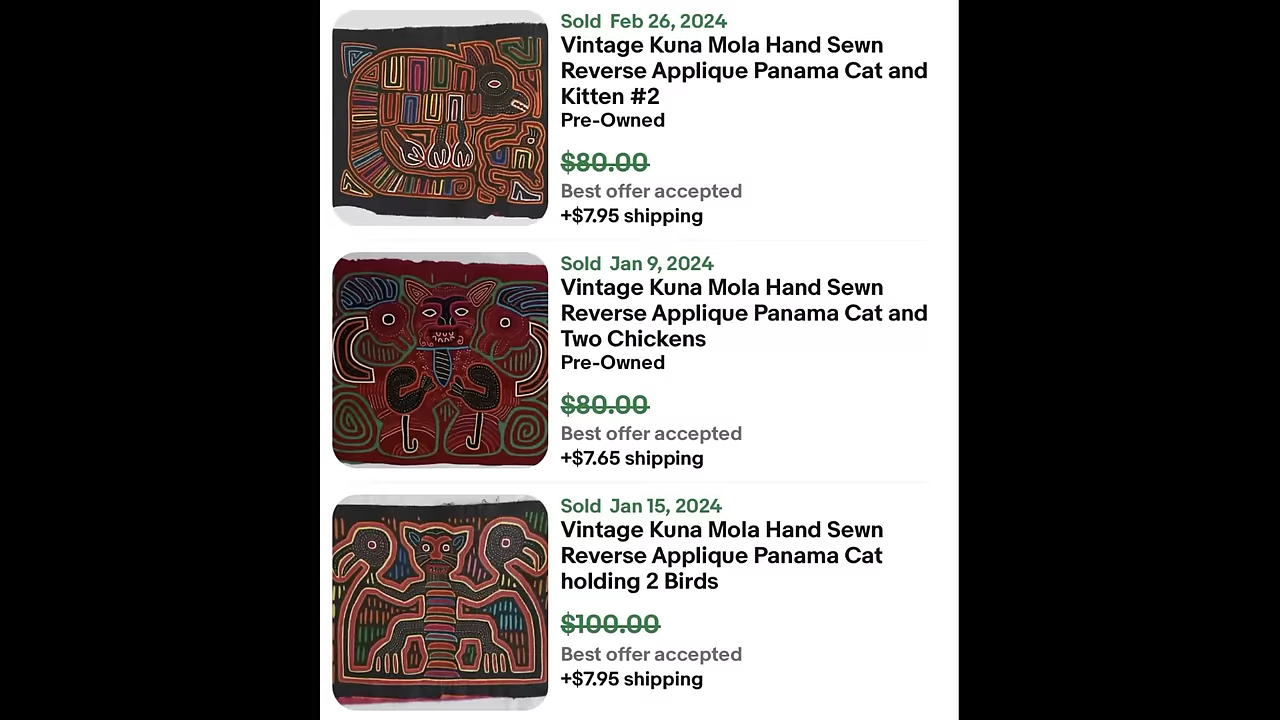 Sold Feb 26, 2024
Vintage Kuna Mola Hand Sewn
Reverse Applique Panama Cat and
Kitten #2
Pre-Owned
$80.00
Best offer accepted
+$7.95 shipping
Sold Jan 9, 2024
Vintage Kuna Mola Hand Sewn
Reverse Applique Panama Cat and
Two Chickens
Pre-Owned
$80.00
Best offer accepted
+$7.65 shipping
Sold Jan 15, 2024
Vintage Kuna Mola Hand Sewn
Reverse Applique Panama Cat
holding 2 Birds
$100.00
Best offer accepted
+$7.95 shipping